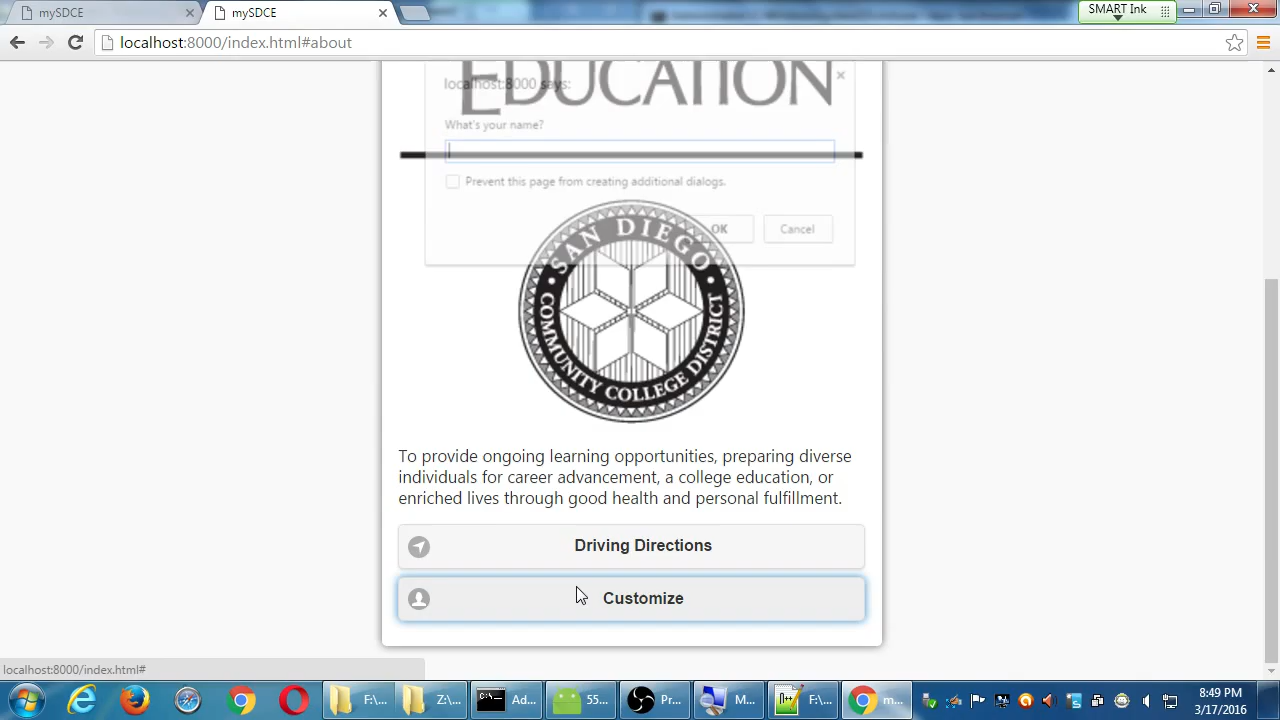 mySDCE
mySDCE
SMART Ink
localhost:8000/index.html#about
EDUCATION
localhost:8000 says:
What's your name?
Prevent this page from creating additional dialogs.
OK
Cancel
SAN DIEGO
COMMUNITY COLLEGE DISTRICT
To provide ongoing learning opportunities, preparing diverse
individuals for career advancement, a college education, or
enriched lives through good health and personal fulfillment.
Driving Directions
Customize
localhost:8000/index.html#
F:\...
Z:\...
Ad...
55...
Pr...
M...
F:\...
m...
8:49 PM
3/17/2016